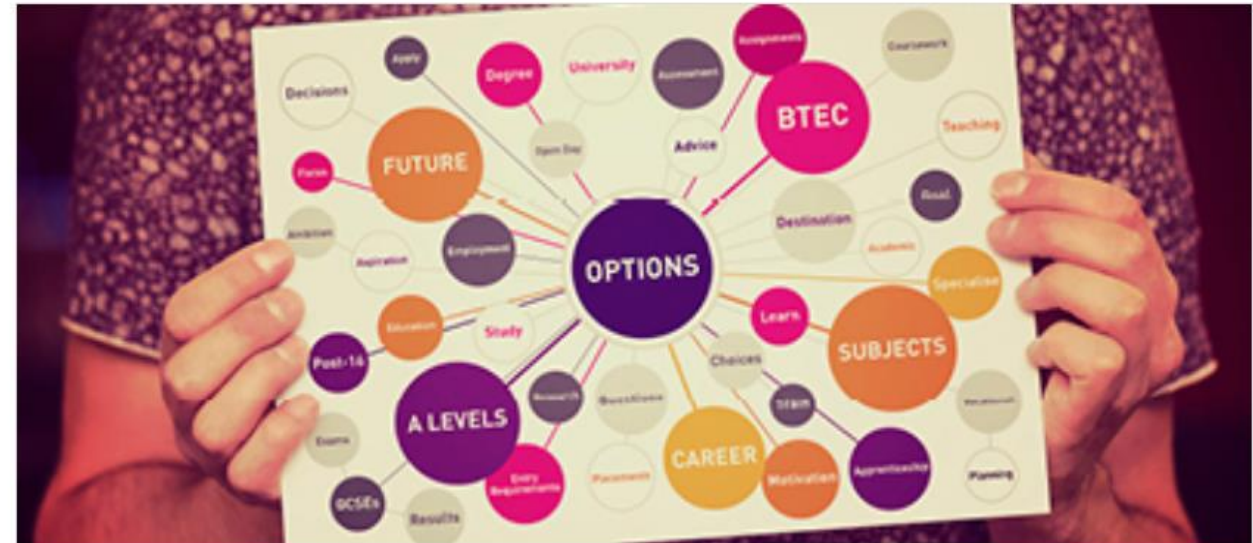 Decisions
Apply
Degree
University
Assessment
Assignments
Coursework
BTEC
Teaching
FUTURE
Open Day
Advice
Focus
Destination
Goal
Ambition
Aspiration
Employment
Academic
OPTIONS
Specialise
Education
Study
Learn
SUBJECTS
Post-16
Choices
A LEVELS
Research
Questions
Train
Exams
CAREER
Entry
Requirements
Placements
Motivation
Apprenticeship
Planning
GCSEs
Results